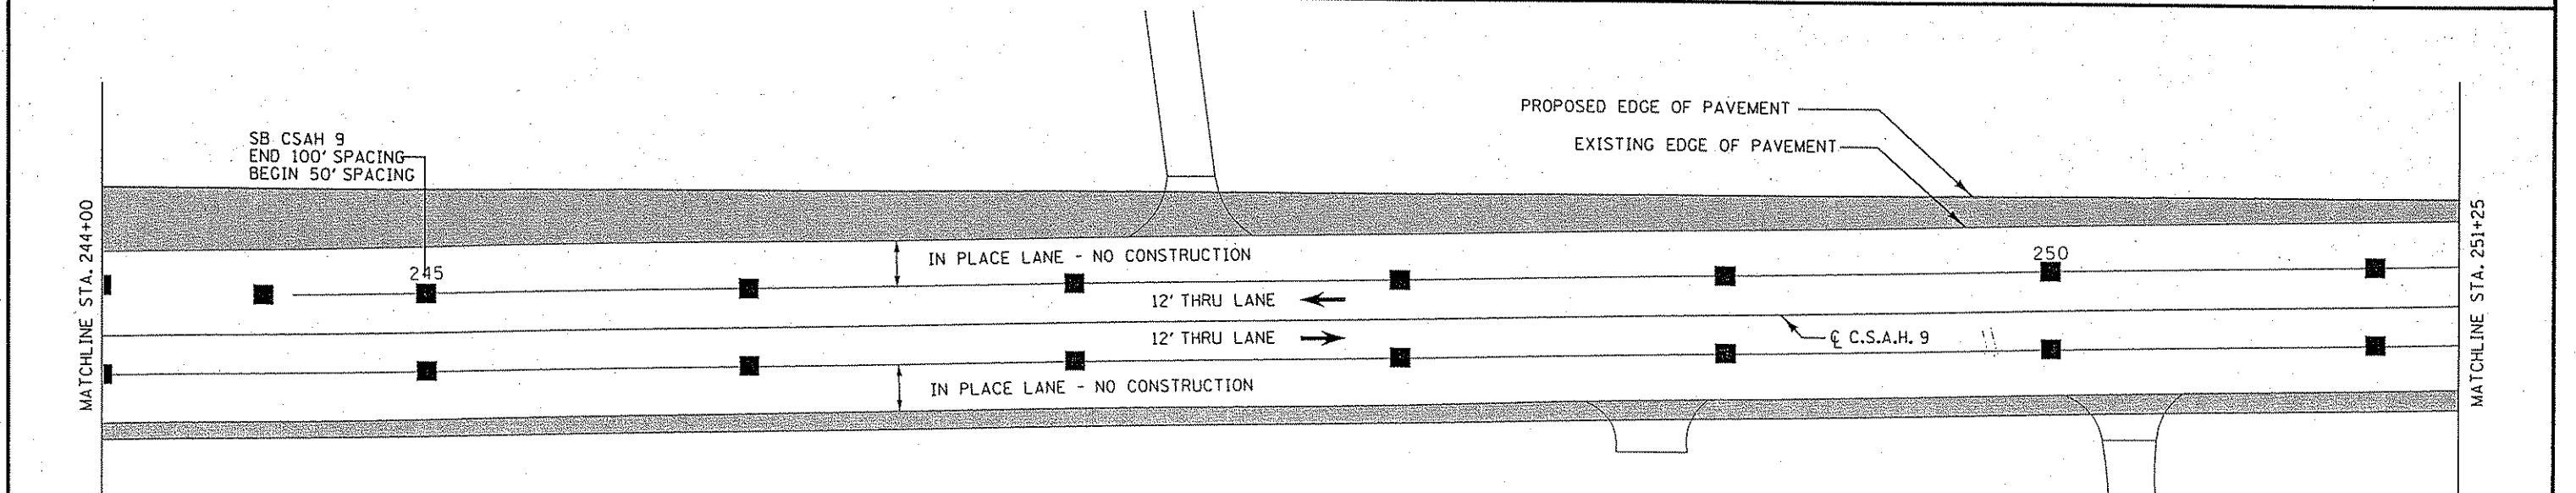 SB CSAH 9
END 100' SPACING
BEGIN 50' SPACING
PROPOSED EDGE OF PAVEMENT
EXISTING EDGE OF PAVEMENT
MATCHLINE STA. 244+00
MATCHLINE STA. 251+25
245
250
IN PLACE LANE - NO CONSTRUCTION
12' THRU LANE
12' THRU LANE
℄ C.S.A.H. 9
IN PLACE LANE - NO CONSTRUCTION